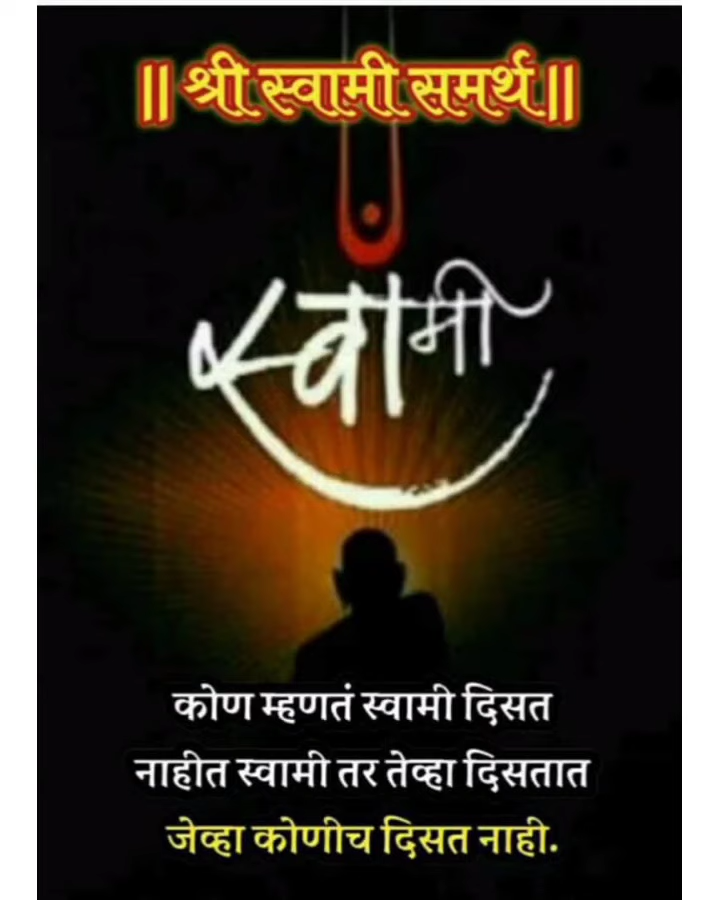 || श्री स्वामी समर्थ ||
स्वामी
कोण म्हणतं स्वामी दिसत
नाहीत स्वामी तर तेव्हा दिसतात
जेव्हा कोणीच दिसत नाही.